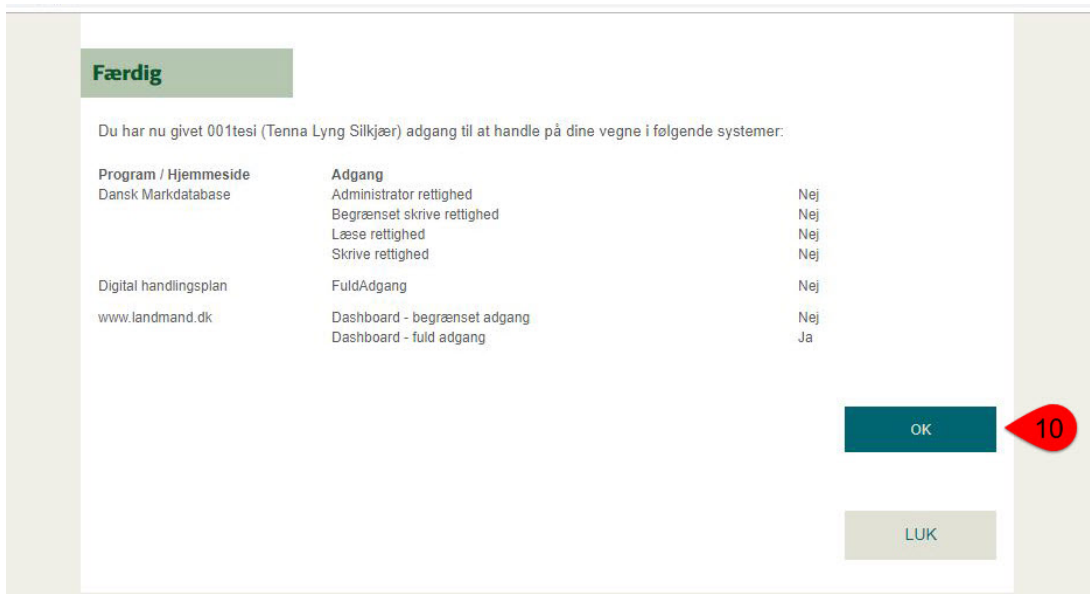 Færdig
Du har nu givet 001tesi (Tenna Lyng Silkjær) adgang til at handle på dine vegne i følgende systemer:
Program / Hjemmeside Adgang
Dansk Markdatabase Administrator rettighed Nej
Begrænset skrive rettighed Nej
Læse rettighed Nej
Skrive rettighed Nej
Digital handlingsplan FuldAdgang Nej
www.landmand.dk Dashboard - begrænset adgang Nej
Dashboard - fuld adgang Ja
OK 10
LUK